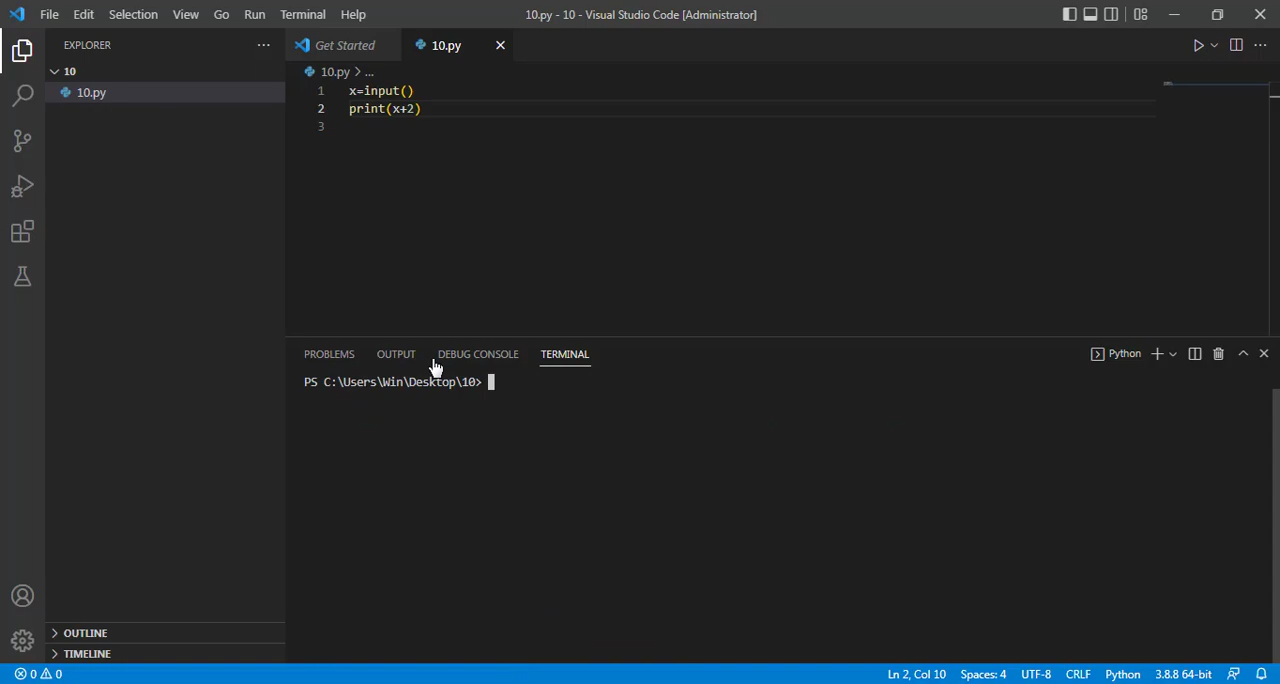 File Edit Selection View Go Run Terminal Help 10.py - 10 - Visual Studio Code [Administrator]
EXPLORER
Get Started 10.py
10
10.py > ...
10.py
1 x=input()
2 print(x+2)
3
PROBLEMS OUTPUT DEBUG CONSOLE TERMINAL Python
PS C:\Users\Win\Desktop\10>
OUTLINE
TIMELINE
0 0 Ln 2, Col 10 Spaces: 4 UTF-8 CRLF Python 3.8.8 64-bit